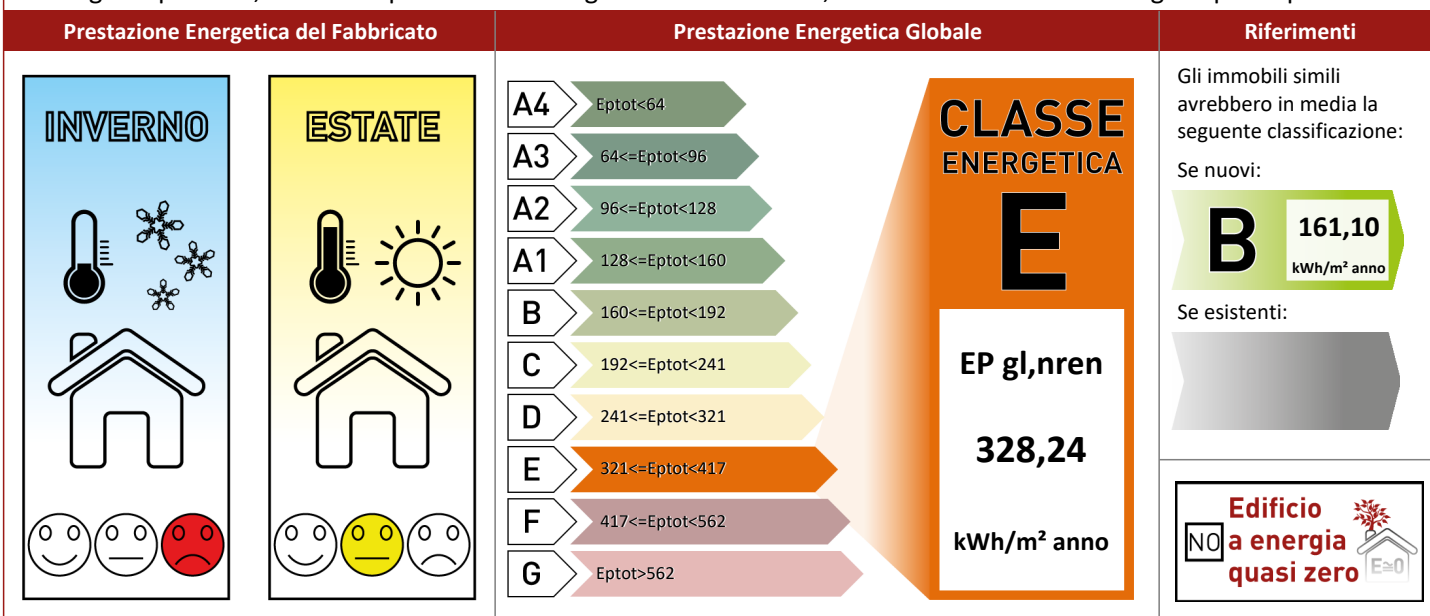 Prestazione Energetica del Fabbricato
Prestazione Energetica Globale
Riferimenti
INVERNO
ESTATE
A4 Eptot<64
A3 64<=Eptot<96
A2 96<=Eptot<128
A1 128<=Eptot<160
B 160<=Eptot<192
C 192<=Eptot<241
D 241<=Eptot<321
E 321<=Eptot<417
F 417<=Eptot<562
G Eptot>562
CLASSE
ENERGETICA
E
EP gl,nren
328,24
kWh/m² anno
Gli immobili simili
avrebbero in media la
seguente classificazione:
Se nuovi:
B
161,10
kWh/m² anno
Se esistenti:
Edificio
NO a energia
quasi zero
E≅0